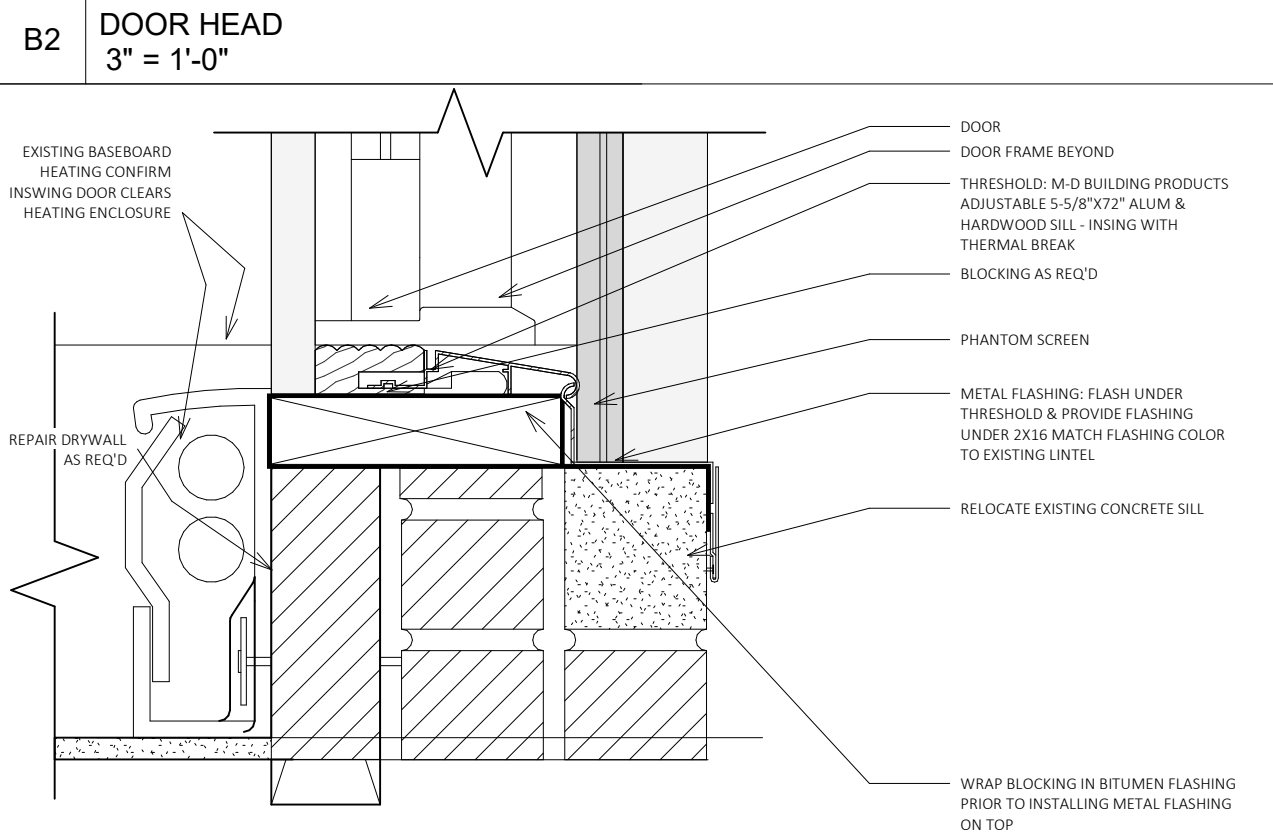 B2
DOOR HEAD
3" = 1'-0"
EXISTING BASEBOARD
HEATING CONFIRM
INSWING DOOR CLEARS
HEATING ENCLOSURE
REPAIR DRYWALL
AS REQ'D
DOOR
DOOR FRAME BEYOND
THRESHOLD: M-D BUILDING PRODUCTS
ADJUSTABLE 5-5/8"X72" ALUM &
HARDWOOD SILL - INSING WITH
THERMAL BREAK
BLOCKING AS REQ'D
PHANTOM SCREEN
METAL FLASHING: FLASH UNDER
THRESHOLD & PROVIDE FLASHING
UNDER 2X16 MATCH FLASHING COLOR
TO EXISTING LINTEL
RELOCATE EXISTING CONCRETE SILL
WRAP BLOCKING IN BITUMEN FLASHING
PRIOR TO INSTALLING METAL FLASHING
ON TOP